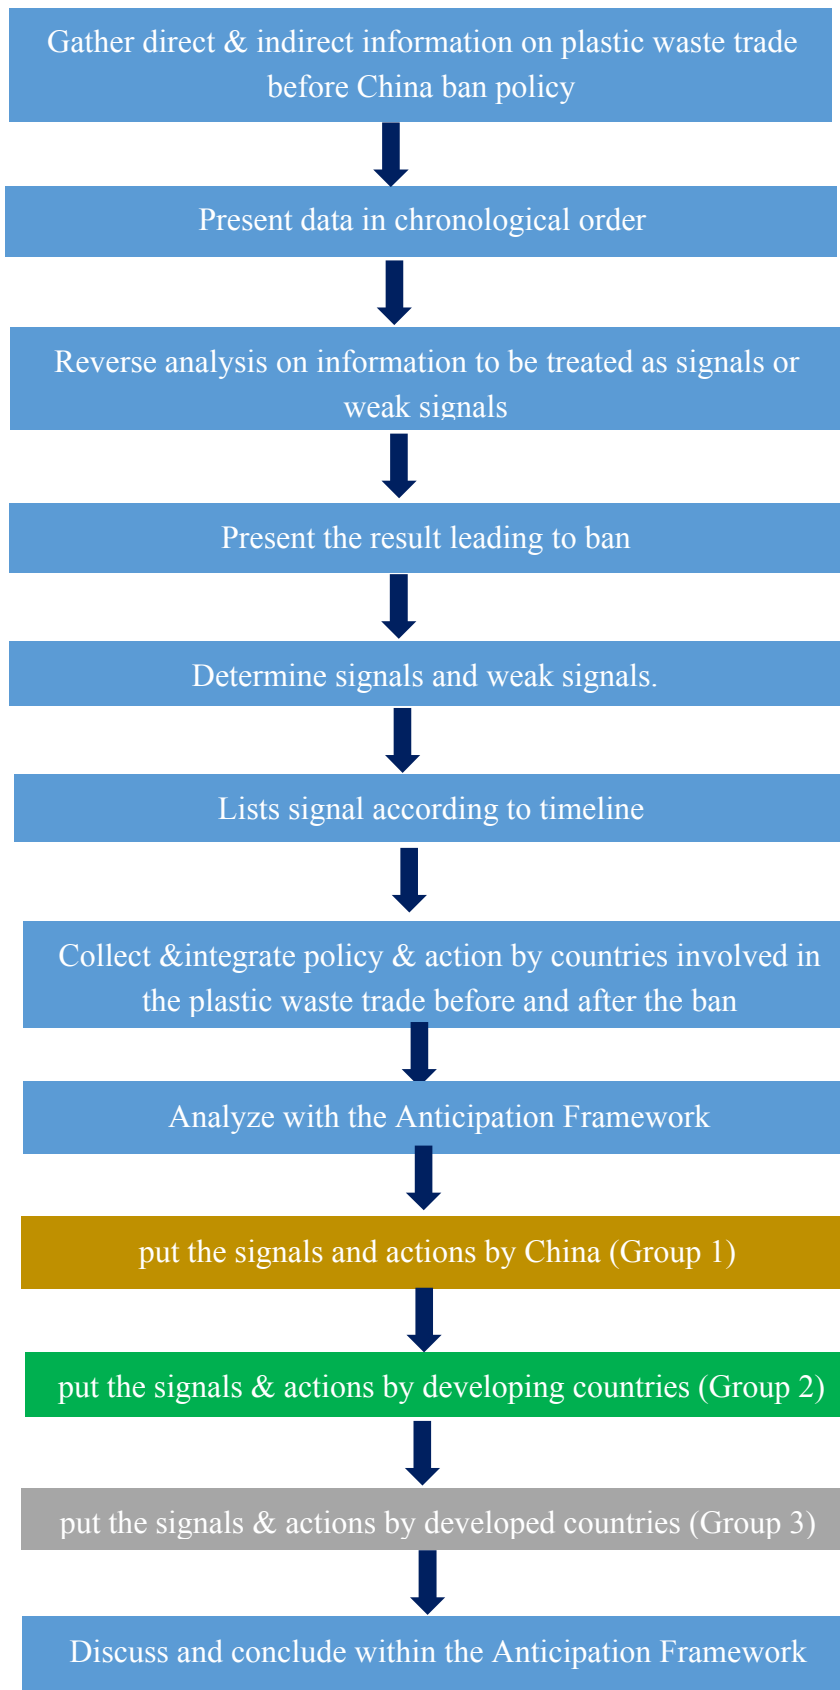 Gather direct & indirect information on plastic waste trade
before China ban policy
Present data in chronological order
Reverse analysis on information to be treated as signals or
weak signals
Present the result leading to ban
Determine signals and weak signals.
Lists signal according to timeline
Collect &integrate policy & action by countries involved in
the plastic waste trade before and after the ban
Analyze with the Anticipation Framework
put the signals and actions by China (Group 1)
put the signals & actions by developing countries (Group 2)
put the signals & actions by developed countries (Group 3)
Discuss and conclude within the Anticipation Framework